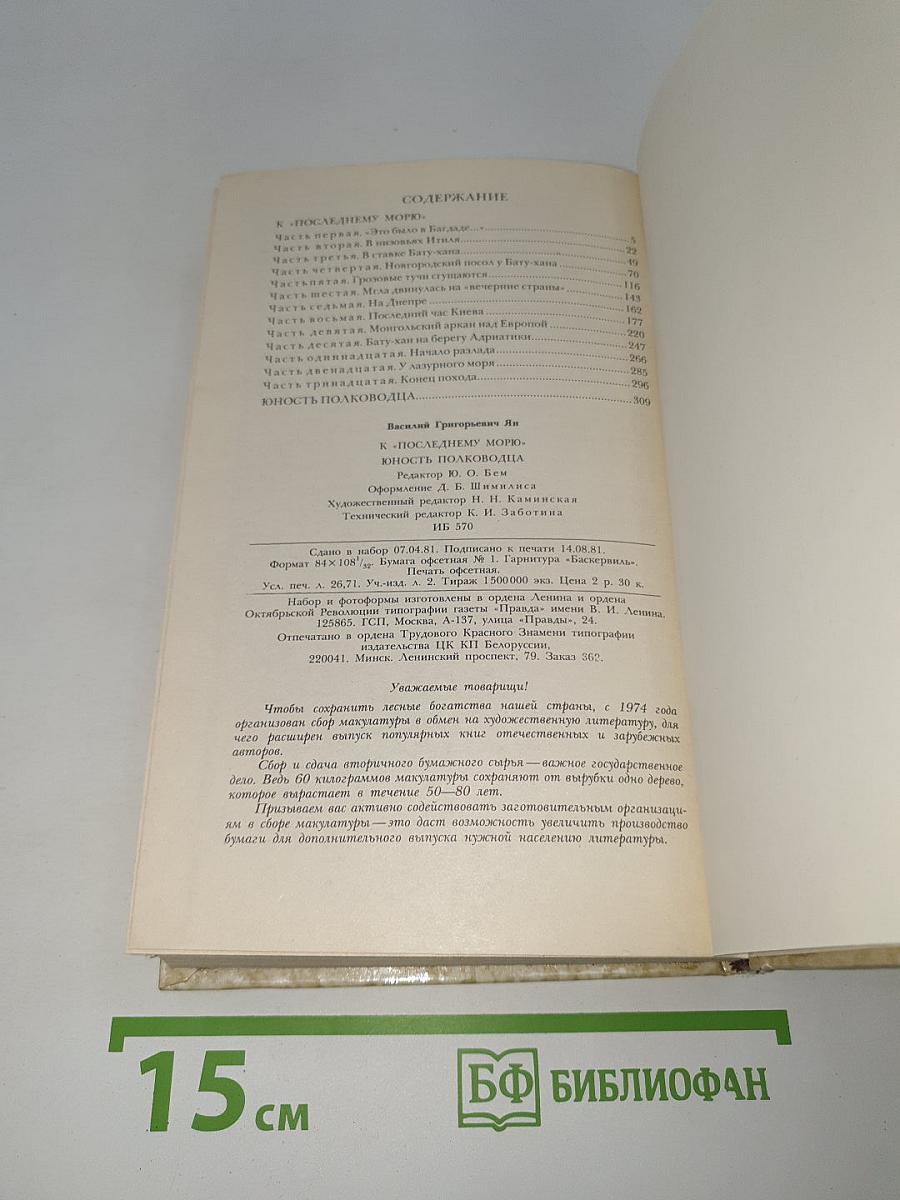 СОДЕРЖАНИЕ
К «ПОСЛЕДНЕМУ МОРЮ»
Часть первая. «Это было в Багдаде...» 5
Часть вторая. В низовьях Итиля 22
Часть третья. В ставке Бату-хана 49
Часть четвертая. Новгородский посол у Бату-хана 70
Часть пятая. Грозовые тучи сгущаются 116
Часть шестая. Мгла двинулась на «вечерние страны» 143
Часть седьмая. На Днепре 162
Часть восьмая. Последний час Киева 177
Часть девятая. Монгольский аркан над Европой 220
Часть десятая. Бату-хан на берегу Адриатики 247
Часть одиннадцатая. Начало разлада 266
Часть двенадцатая. У лазурного моря 285
Часть тринадцатая. Конец похода 296
ЮНОСТЬ ПОЛКОВОДЦА 309
Василий Григорьевич Ян
К «ПОСЛЕДНЕМУ МОРЮ»
ЮНОСТЬ ПОЛКОВОДЦА
Редактор Ю. О. Бем
Оформление Д. Б. Шимилиса
Художественный редактор Н. Н. Каминская
Технический редактор К. И. Заботина
ИБ 570
Сдано в набор 07.04.81. Подписано к печати 14.08.81.
Формат 84×108 1/32. Бумага офсетная № 1. Гарнитура «Баскервиль».
Печать офсетная.
Усл. печ. л. 26,71. Уч.-изд. л. 2. Тираж 1500000 экз. Цена 2 р. 30 к.
Набор и фотоформы изготовлены в ордена Ленина и ордена
Октябрьской Революции типографии газеты «Правда» имени В. И. Ленина.
125865. ГСП, Москва, А-137, улица «Правды», 24.
Отпечатано в ордена Трудового Красного Знамени типографии
издательства ЦК КП Белоруссии,
220041. Минск. Ленинский проспект, 79. Заказ 362.
Уважаемые товарищи!
Чтобы сохранить лесные богатства нашей страны, с 1974 года
организован сбор макулатуры в обмен на художественную литературу, для
чего расширен выпуск популярных книг отечественных и зарубежных
авторов.
Сбор и сдача вторичного бумажного сырья — важное государственное
дело. Ведь 60 килограммов макулатуры сохраняют от вырубки одно дерево,
которое вырастает в течение 50—80 лет.
Призываем вас активно содействовать заготовительным организаци-
ям в сборе макулатуры — это даст возможность увеличить производство
бумаги для дополнительного выпуска нужной населению литературы.
15 см
БФ БИБЛИОФАН